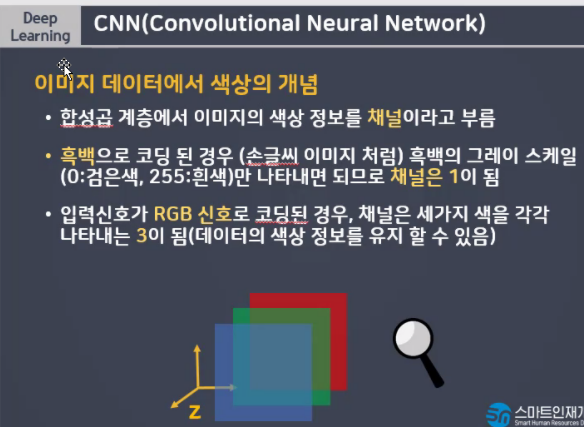 Deep
Learning
CNN(Convolutional Neural Network)
이미지 데이터에서 색상의 개념
• 합성곱 계층에서 이미지의 색상 정보를 채널이라고 부름
• 흑백으로 코딩 된 경우 (손글씨 이미지 처럼) 흑백의 그레이 스케일
(0:검은색, 255:흰색)만 나타내면 되므로 채널은 1이 됨
• 입력신호가 RGB 신호로 코딩된 경우, 채널은 세가지 색을 각각
나타내는 3이 됨(데이터의 색상 정보를 유지 할 수 있음)
Z
스마트인재개
Smart Human Resources